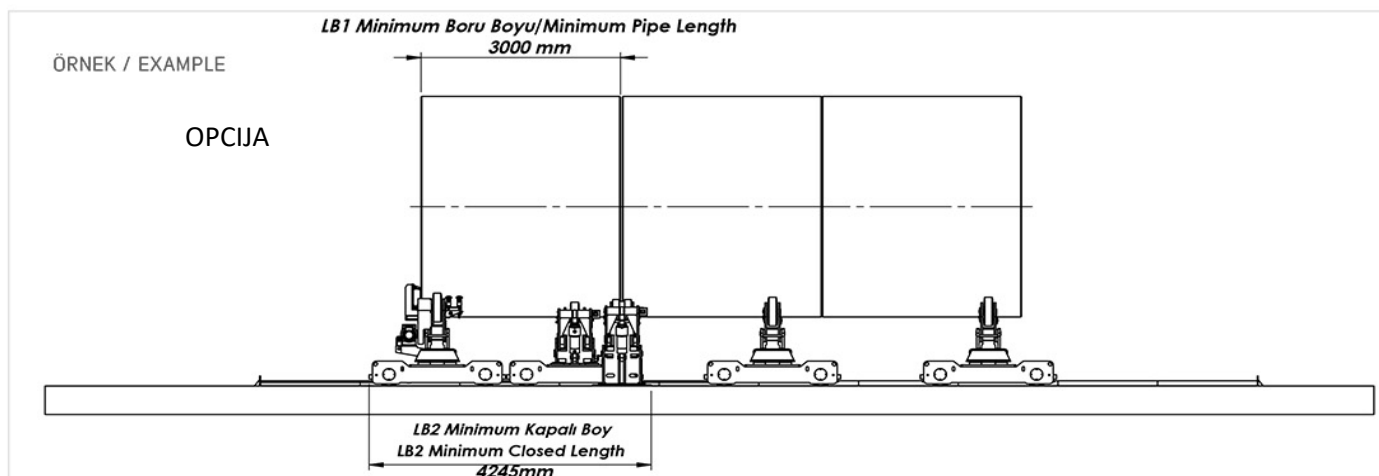 LB1 Minimum Boru Boyu/Minimum Pipe Length
3000 mm
ÖRNEK / EXAMPLE
OPCIJA
LB2 Minimum Kapalı Boy
LB2 Minimum Closed Length
4245mm